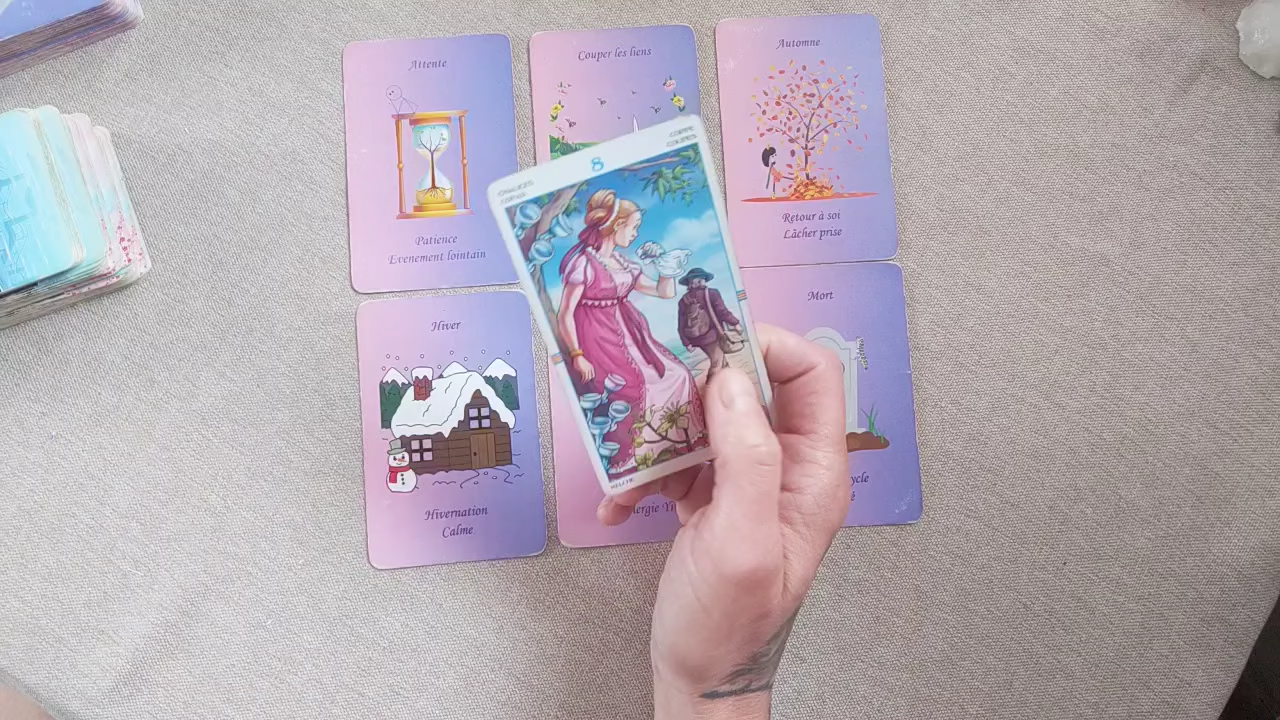 Attente
Patience
Evenement lointain
Couper les liens
Automne
Retour à soi
Lâcher prise
8
Hiver
Hivernation
Calme
Mort